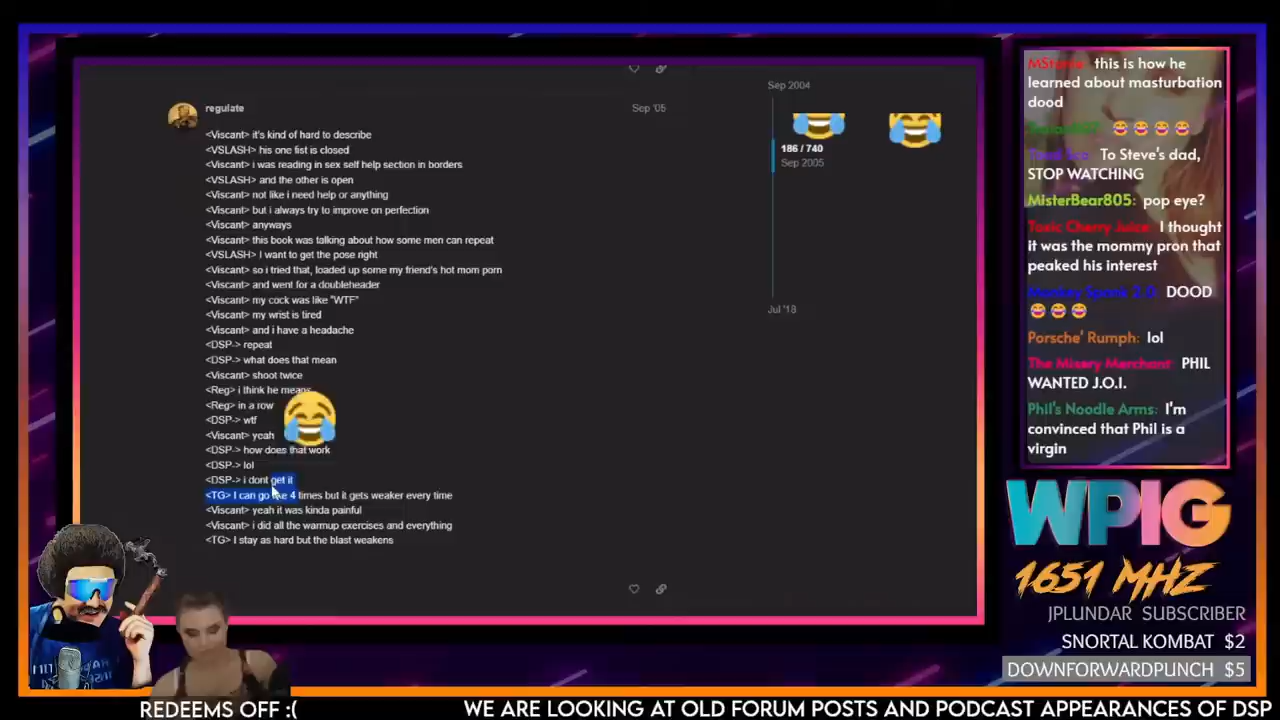 regulate
Sep '05
<Viscant> it's kind of hard to describe
<VSLASH> his one fist is closed
<Viscant> i was reading in sex self help section in borders
<VSLASH> and the other is open
<Viscant> not like i need help or anything
<Viscant> but i always try to improve on perfection
<Viscant> anyways
<Viscant> this book was talking about how some men can repeat
<VSLASH> I want to get the pose right
<Viscant> so i tried that, loaded up some my friend's hot mom porn
<Viscant> and went for a doubleheader
<Viscant> my cock was like "WTF"
<Viscant> my wrist is tired
<Viscant> and i have a headache
<DSP-> repeat
<DSP-> what does that mean
<Viscant> shoot twice
<Reg> i think he means
<Reg> in a row
<DSP-> wtf
<Viscant> yeah
<DSP-> how does that work
<DSP-> lol
<DSP-> i dont get it
<TG> I can go like 4 times but it gets weaker every time
<Viscant> yeah it was kinda painful
<Viscant> i did all the warmup exercises and everything
<TG> I stay as hard but the blast weakens
Sep 2004
186 / 740
Sep 2005
Jul '18
this is how he
learned about masturbation
dood
To Steve's dad,
STOP WATCHING
MisterBear805: pop eye?
Toxic Cherry Juice: I thought
it was the mommy pron that
peaked his interest
DOOD
Porsche' Rumph: lol
The Misery Merchant: PHIL
WANTED J.O.I.
Phil's Noodle Arms: I'm
convinced that Phil is a
virgin
WPIG
1651 MHZ
JPLUNDAR SUBSCRIBER
SNORTAL KOMBAT $2
DOWNFORWARDPUNCH $5
REDEEMS OFF :(
WE ARE LOOKING AT OLD FORUM POSTS AND PODCAST APPEARANCES OF DSP